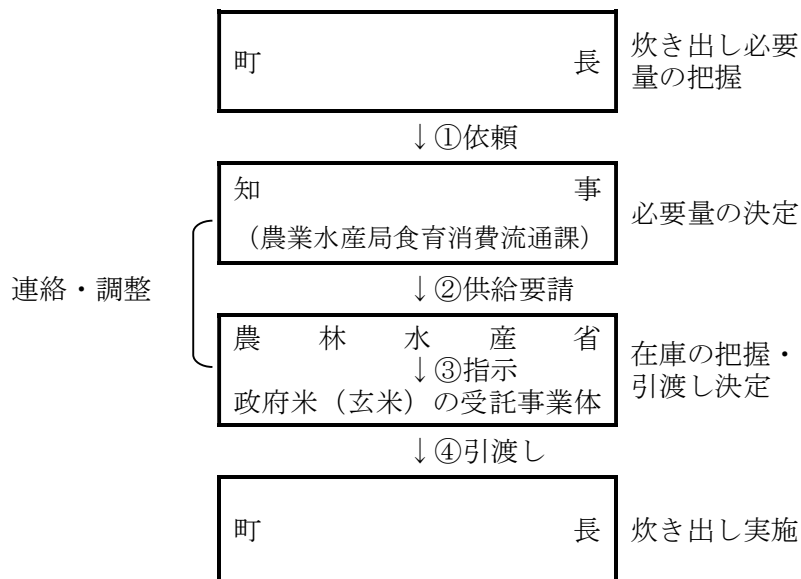 町長
炊き出し必要
量の把握
↓①依頼
知事
(農業水産局食育消費流通課)
必要量の決定
連絡・調整
↓②供給要請
農林水産省
↓③指示
政府米(玄米)の受託事業体
在庫の把握・
引渡し決定
↓④引渡し
町長
炊き出し実施